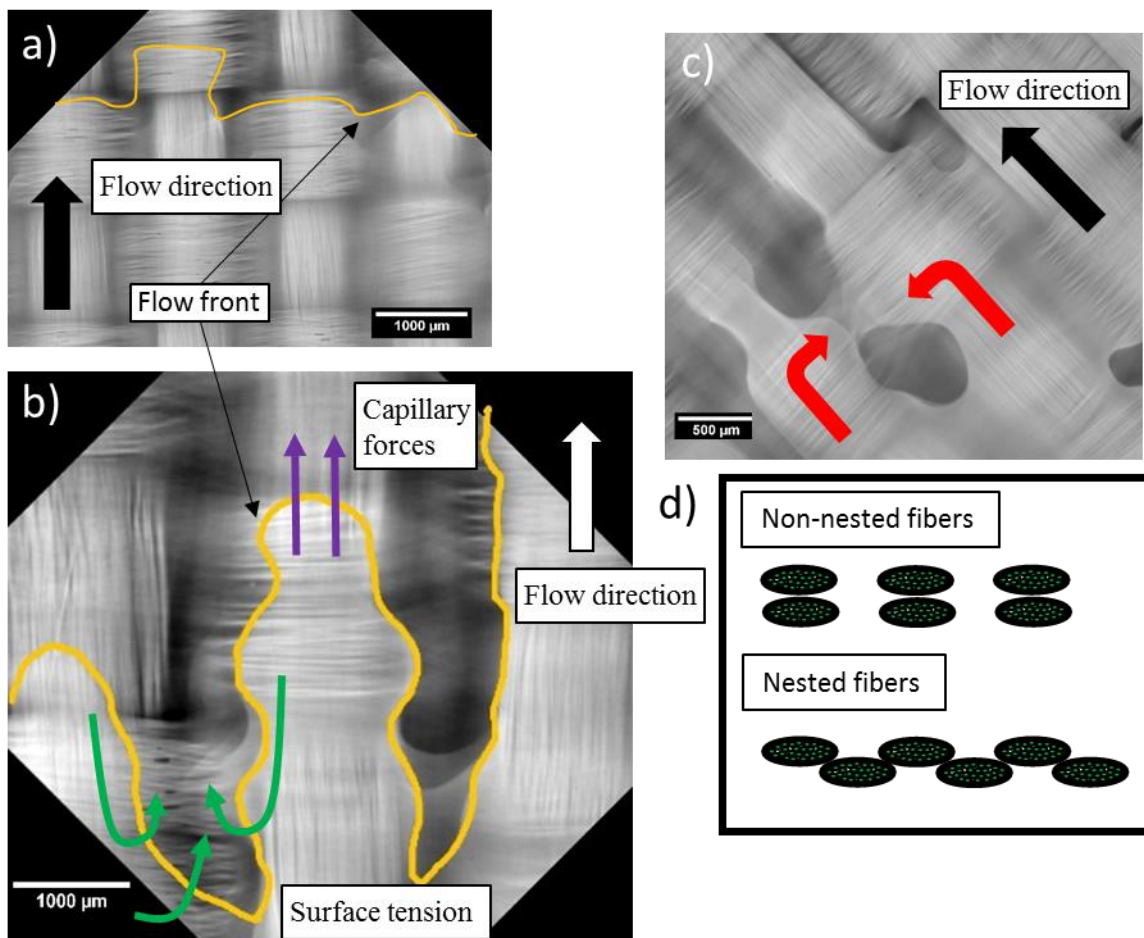 a)
Flow direction
Flow front
1000 µm
b)
Capillary
forces
Flow direction
1000 µm
Surface tension
c)
Flow direction
500 µm
d)
Non-nested fibers
Nested fibers